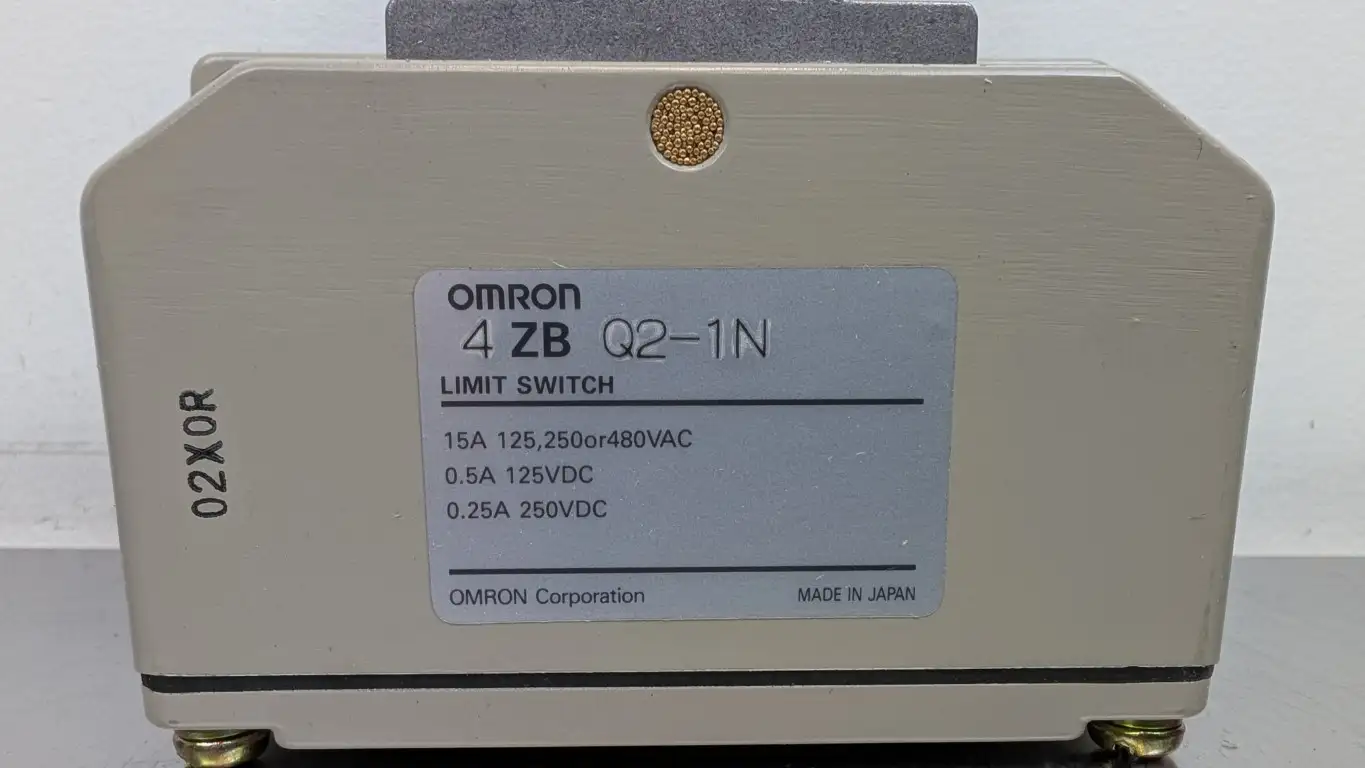 OMRON
4 ZB Q2-1N
LIMIT SWITCH
15A 125,250or480VAC
0.5A 125VDC
0.25A 250VDC
OMRON Corporation MADE IN JAPAN
02X0R